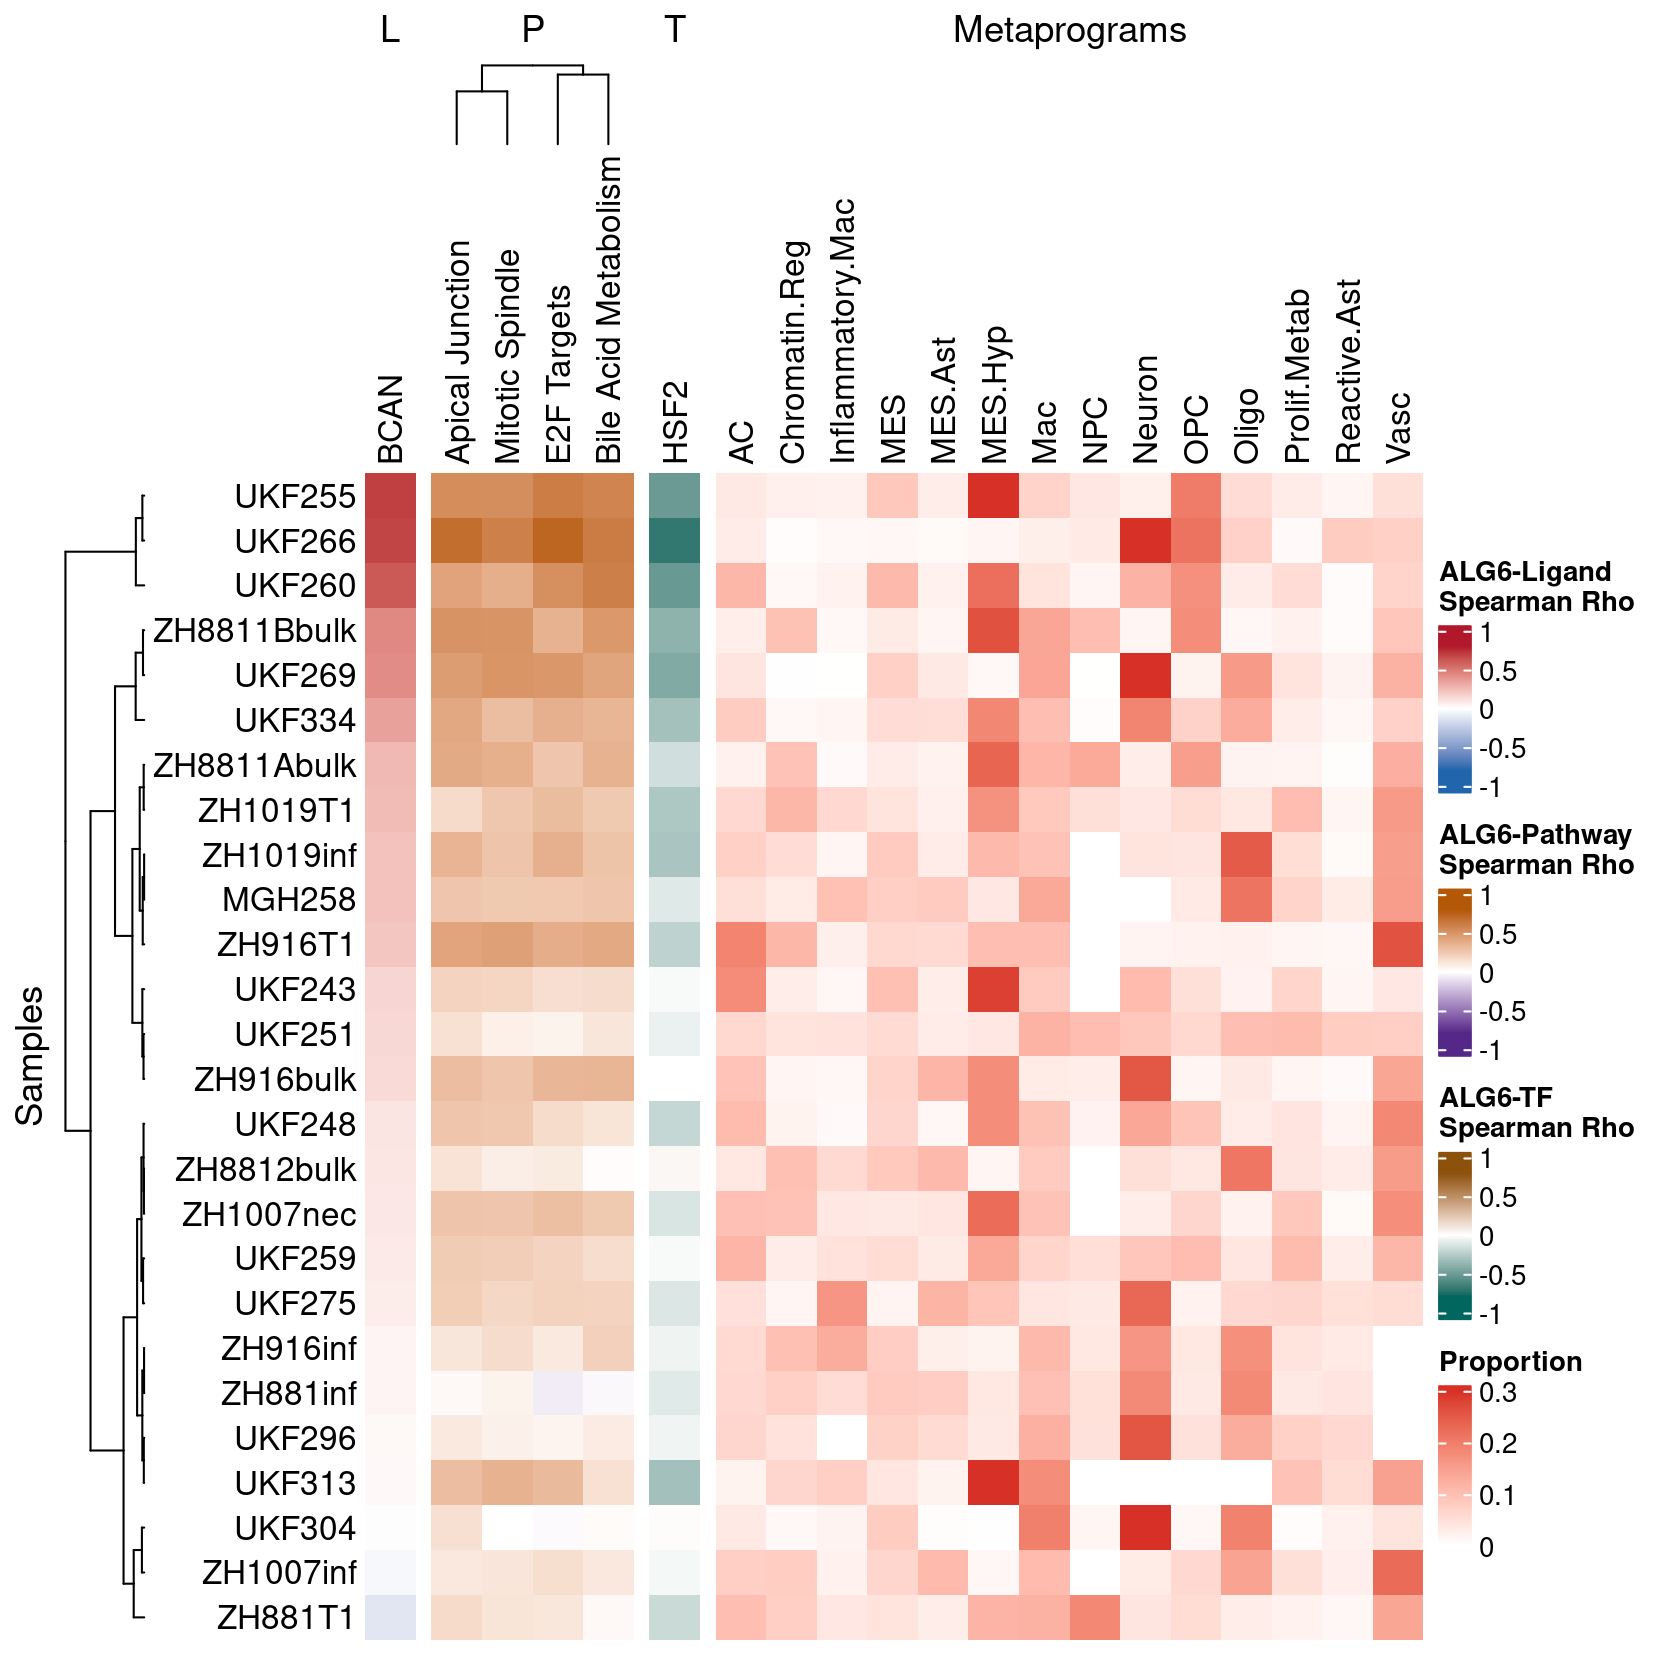 L
P
T
Metaprograms
BCAN
Apical Junction
Mitotic Spindle
E2F Targets
Bile Acid Metabolism
HSF2
AC
Chromatin.Reg
Inflammatory.Mac
MES
MES.Ast
MES.Hyp
Mac
NPC
Neuron
OPC
Oligo
Prolif.Metab
Reactive.Ast
Vasc
Samples
UKF255
UKF266
UKF260
ZH8811Bbulk
UKF269
UKF334
ZH8811Abulk
ZH1019T1
ZH1019inf
MGH258
ZH916T1
UKF243
UKF251
ZH916bulk
UKF248
ZH8812bulk
ZH1007nec
UKF259
UKF275
ZH916inf
ZH881inf
UKF296
UKF313
UKF304
ZH1007inf
ZH881T1
ALG6-Ligand
Spearman Rho
1
0.5
0
-0.5
-1
ALG6-Pathway
Spearman Rho
1
0.5
0
-0.5
-1
ALG6-TF
Spearman Rho
1
0.5
0
-0.5
-1
Proportion
0.3
0.2
0.1
0